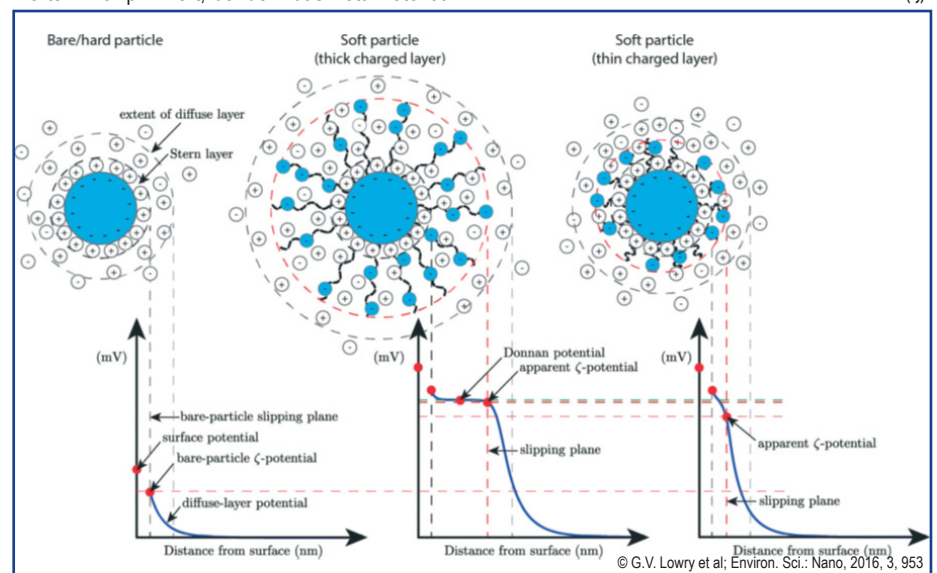 Bare/hard particle
Soft particle
(thick charged layer)
Soft particle
(thin charged layer)
extent of diffuse layer
Stern layer
(mV)
bare-particle slipping plane
surface potential
bare-particle ζ-potential
diffuse-layer potential
Distance from surface (nm)
(mV)
Donnan potential
apparent ζ-potential
slipping plane
Distance from surface (nm)
(mV)
apparent ζ-potential
slipping plane
Distance from surface (nm)
© G.V. Lowry et al; Environ. Sci.: Nano, 2016, 3, 953